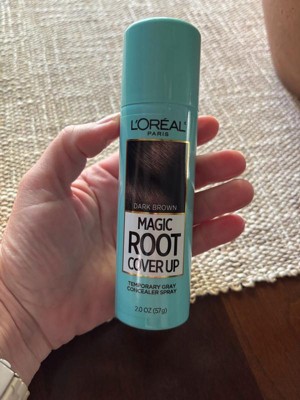 L'ORÉAL
PARIS
DARK BROWN
MAGIC
ROOT
COVER UP
TEMPORARY GRAY
CONCEALER SPRAY
2.0 OZ (57g)